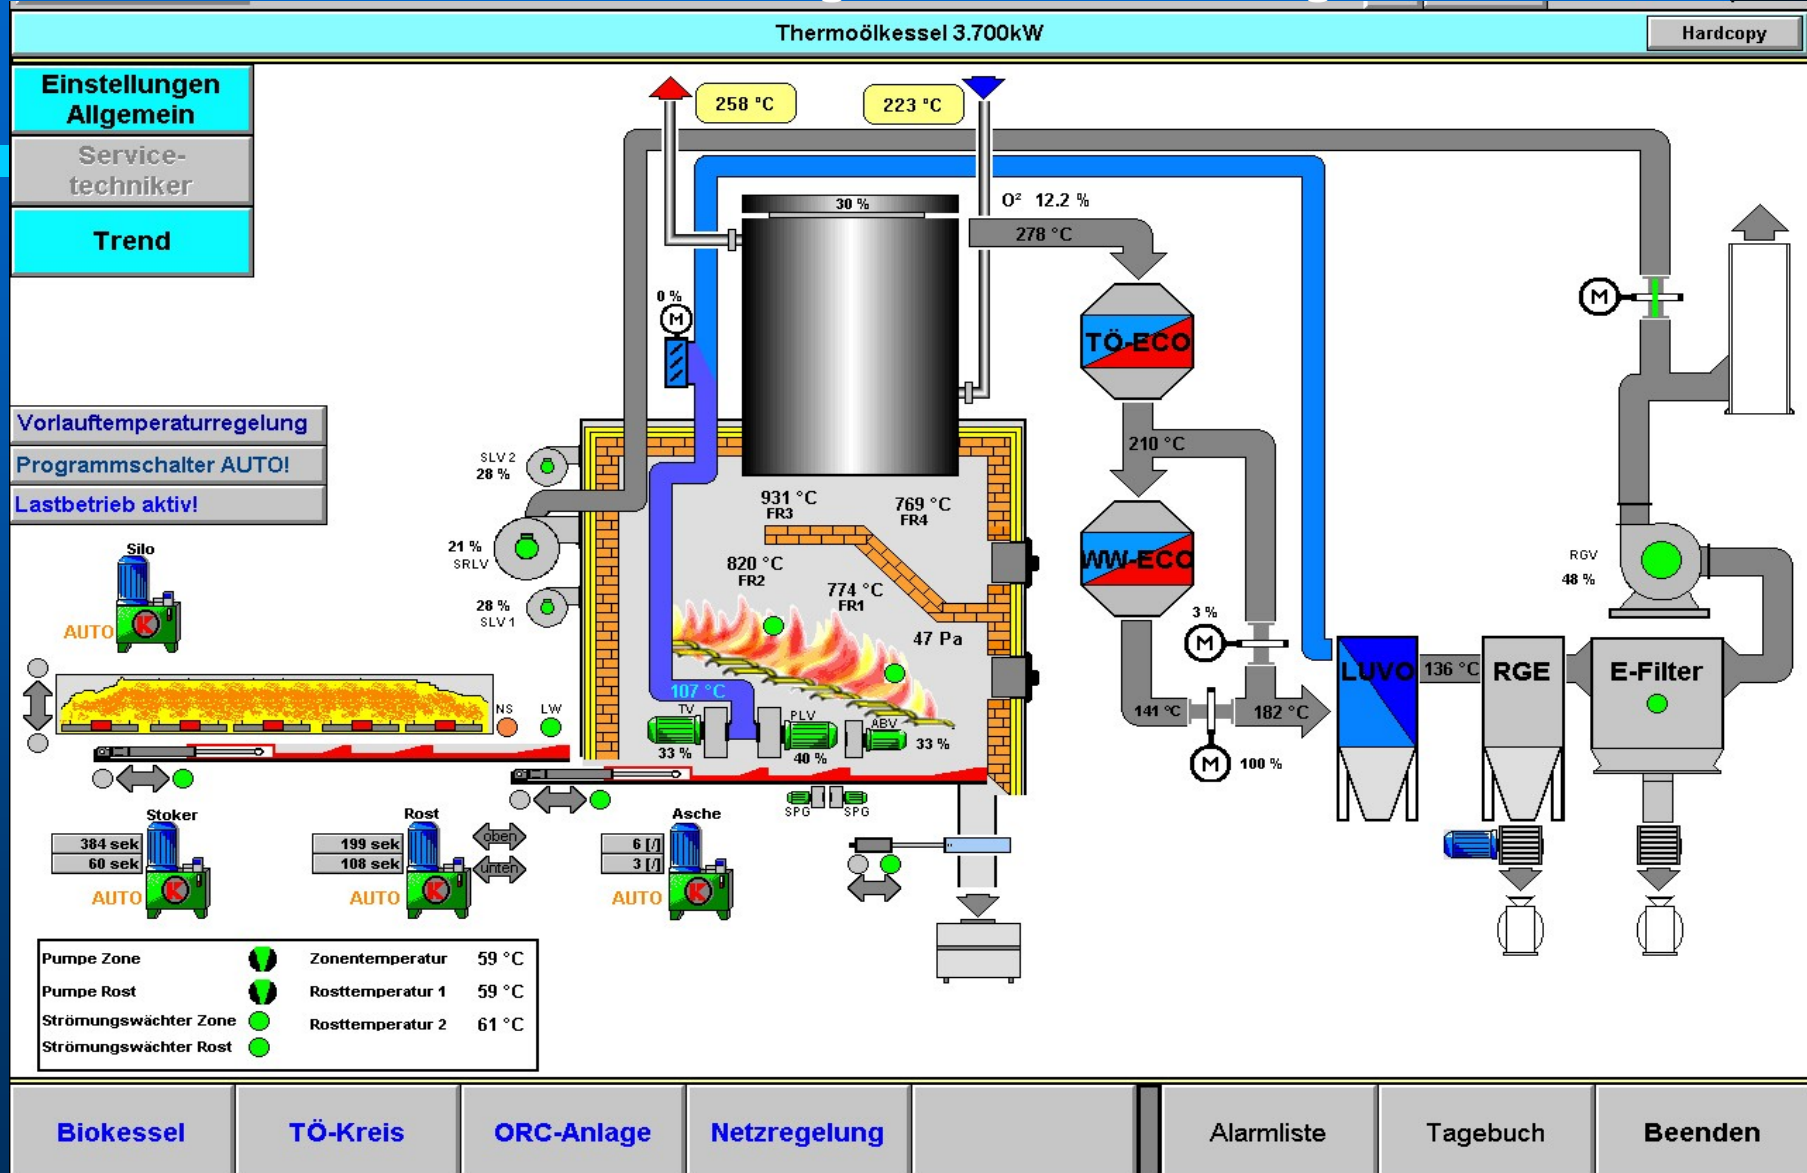 Thermoölkessel 3.700kW
Hardcopy
Einstellungen
Allgemein
Service-
techniker
Trend
258 °C
223 °C
30 %
O² 12.2 %
278 °C
0 %
M
TÖ-ECO
M
Vorlauftemperaturregelung
Programmschalter AUTO!
Lastbetrieb aktiv!
210 °C
SLV 2
28 %
931 °C
FR3
769 °C
FR4
21 %
SRLV
820 °C
FR2
774 °C
FR1
WW-ECO
RGV
48 %
28 %
SLV 1
47 Pa
3 %
M
Silo
AUTO
K
107 °C
LUVO
136 °C
RGE
E-Filter
NS
LW
TV
PLV
ABV
33 %
40 %
33 %
141 °C
182 °C
M
100 %
SPG
SPG
Stoker
384 sek
60 sek
AUTO
K
Rost
199 sek
108 sek
AUTO
K
oben
unten
Asche
6 [/]
3 [/]
AUTO
K
Pumpe Zone
Zonentemperatur 59 °C
Pumpe Rost
Rosttemperatur 1 59 °C
Strömungswächter Zone
Rosttemperatur 2 61 °C
Strömungswächter Rost
Biokessel
TÖ-Kreis
ORC-Anlage
Netzregelung
Alarmliste
Tagebuch
Beenden